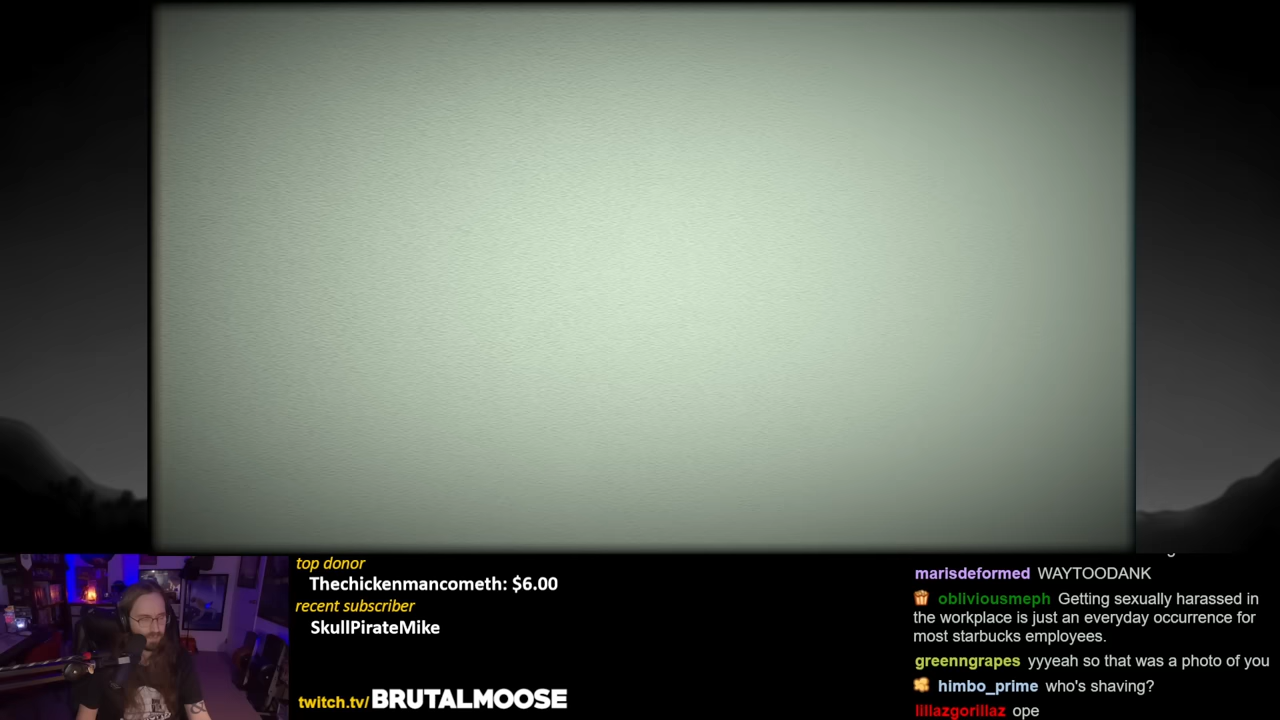 top donor
Thechickenmancometh: $6.00
recent subscriber
SkullPirateMike
twitch.tv/BRUTALMOOSE
marisdeformed WAYTOODANK
obliviousmeph Getting sexually harassed in
the workplace is just an everyday occurrence for
most starbucks employees.
greenngrapes yyyeah so that was a photo of you
himbo_prime who's shaving?
lillazgorillaz ope